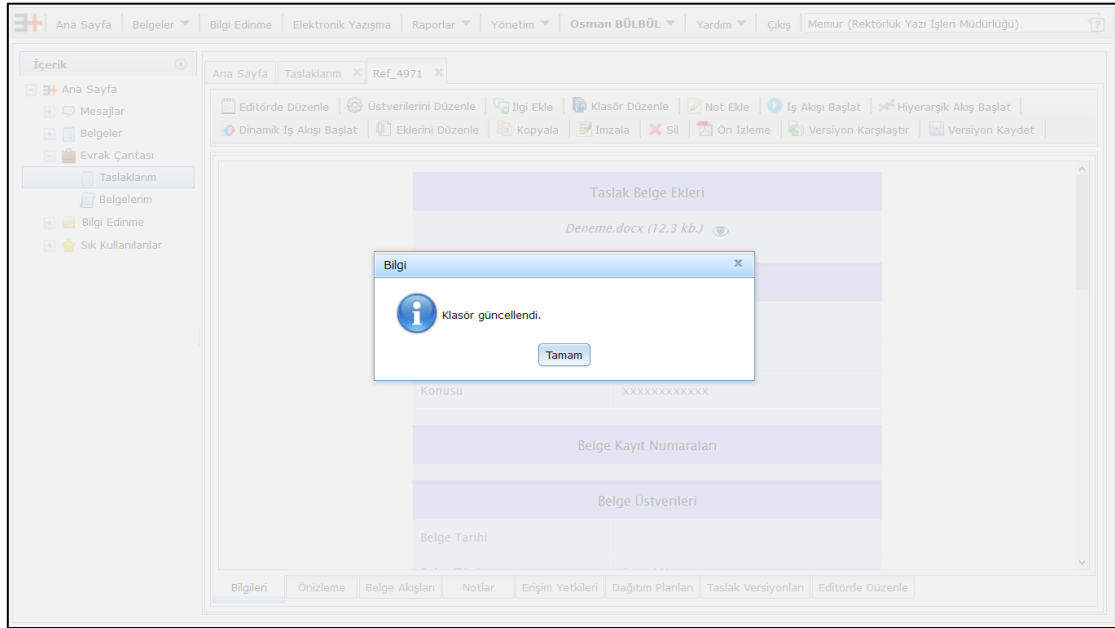 Ana Sayfa Belgeler Bilgi Edinme Elektronik Yazışma Raporlar Yönetim Osman BÜLBÜL Yardım Çıkış Memur (Rektörlük Yazı İşleri Müdürlüğü)
İçerik
Ana Sayfa
Mesajlar
Belgeler
Evrak Çantası
Taslaklarım
Belgelerim
Bilgi Edinme
Sık Kullanılanlar
Ana Sayfa Taslaklarım X Ref_4971 X
Editörde Düzenle Üstverilerini Düzenle İlgi Ekle Klasör Düzenle Not Ekle İş Akışı Başlat Hiyerarşik Akış Başlat
Dinamik İş Akışı Başlat Eklerini Düzenle Kopyala İmzala Sil Ön İzleme Versiyon Karşılaştır Versiyon Kaydet
Taslak Belge Ekleri
Deneme.docx (12.3 kb.)
Bilgi x
Klasör güncellendi.
Tamam
Konusu xxxxxxxxxxxx
Belge Kayıt Numaraları
Belge Üstverileri
Belge Tarihi
Bilgileri Önizleme Belge Akışları Notlar Erişim Yetkileri Dağıtım Planları Taslak Versiyonları Editörde Düzenle